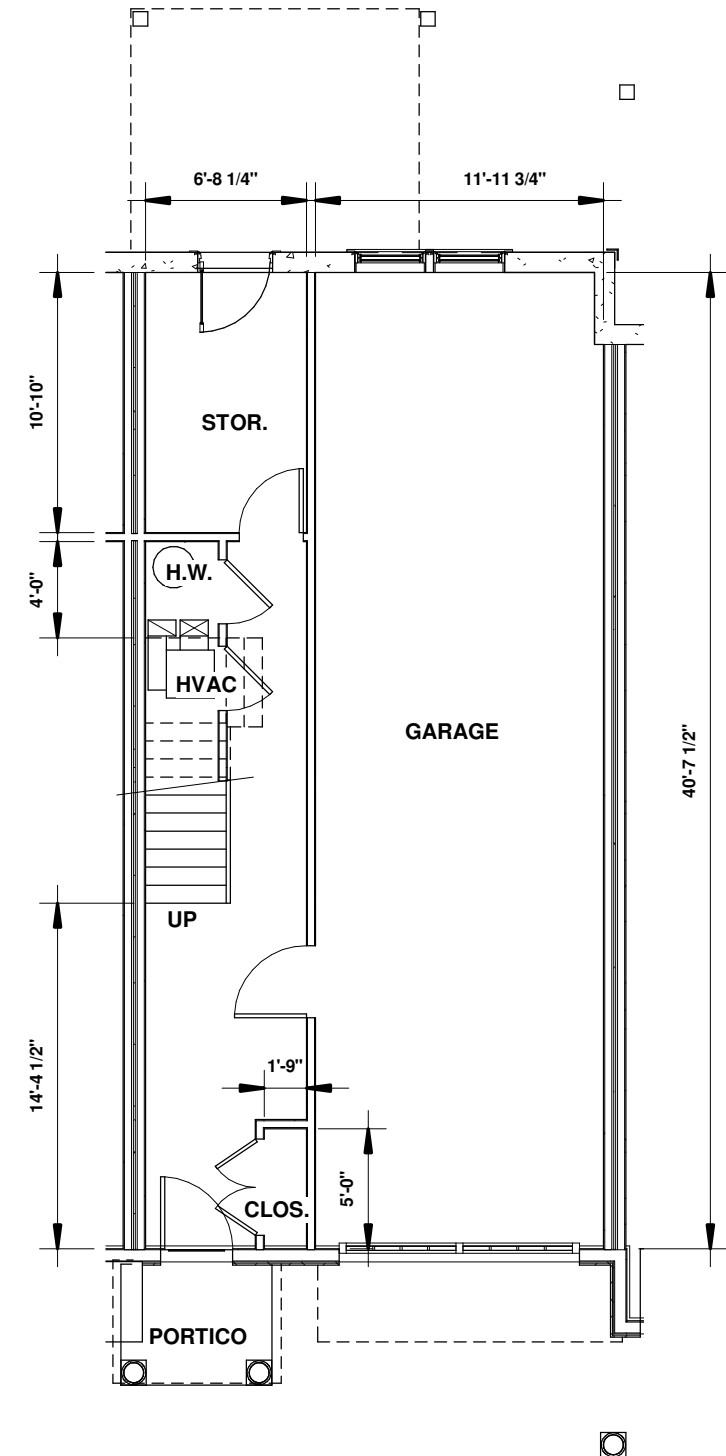 6'-8 1/4" 11'-11 3/4"
10'-10"
STOR.
4'-0"
H.W.
HVAC
GARAGE
40'-7 1/2"
UP
14'-4 1/2"
1'-9"
5'-0"
CLOS.
PORTICO